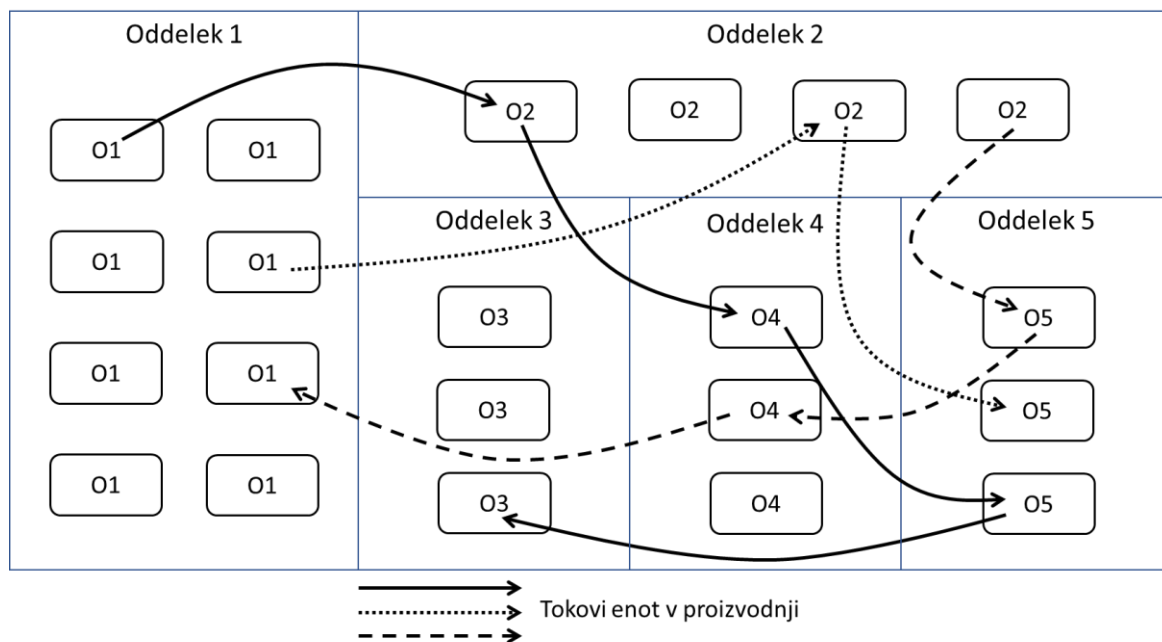 Oddelek 1
Oddelek 2
O2 O2 O2 O2
O1 O1
Oddelek 3 Oddelek 4 Oddelek 5
O1 O1
O3 O4 O5
O1 O1
O3 O4 O5
O1 O1
O3 O4 O5
Tokovi enot v proizvodnji